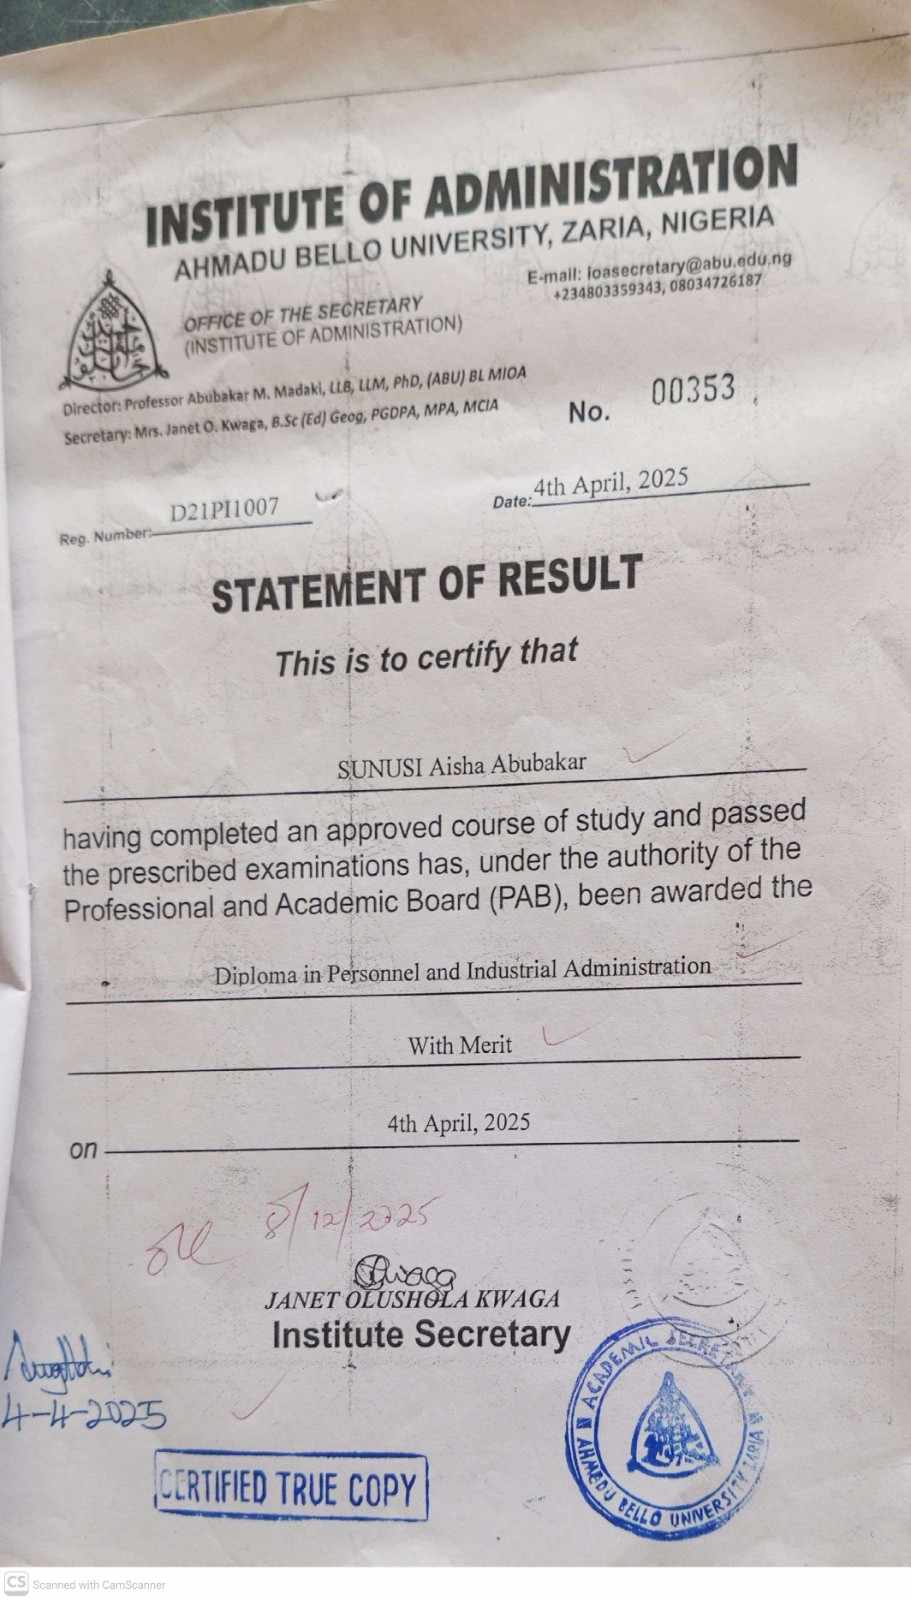 INSTITUTE OF ADMINISTRATION
AHMADU BELLO UNIVERSITY, ZARIA, NIGERIA
E-mail: ioasecretary@abu.edu.ng
+234803359343, 08034726187
OFFICE OF THE SECRETARY
(INSTITUTE OF ADMINISTRATION)
Director: Professor Abubakar M. Madaki, LLB, LLM, PhD, (ABU) BL MIOA
Secretary: Mrs. Janet O. Kwaga, B.Sc (Ed) Geog, PGDPA, MPA, MCIA
No. 00353
Reg. Number: D21PI1007
Date: 4th April, 2025
STATEMENT OF RESULT
This is to certify that
SUNUSI Aisha Abubakar
having completed an approved course of study and passed
the prescribed examinations has, under the authority of the
Professional and Academic Board (PAB), been awarded the
Diploma in Personnel and Industrial Administration
With Merit
on 4th April, 2025
8/12/2025
Kwaga
JANET OLUSHOLA KWAGA
Institute Secretary
4-4-2025
CERTIFIED TRUE COPY
ACADEMIC SECRETARY
AHMADU BELLO UNIVERSITY ZARIA
CS Scanned with CamScanner